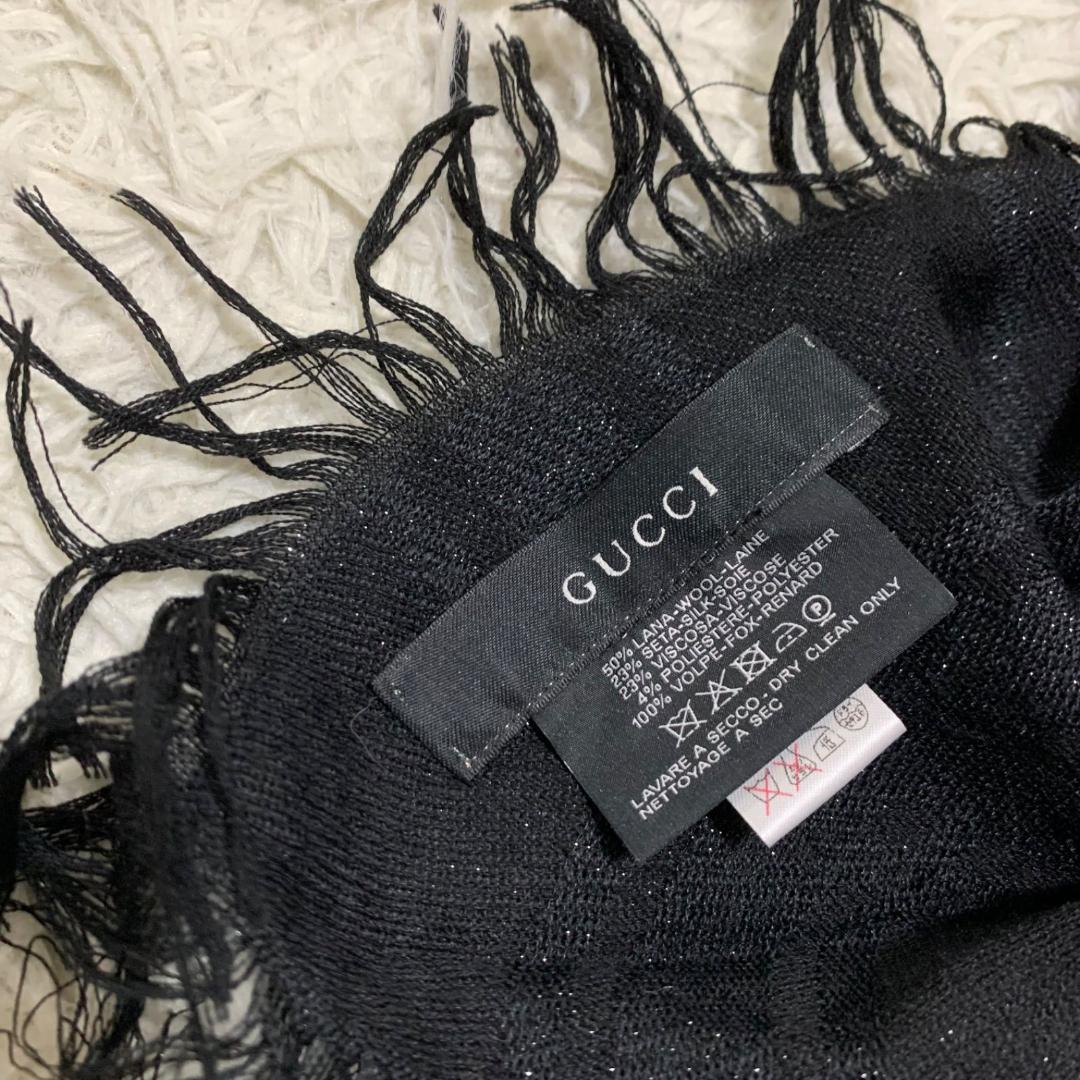 GUCCI
50% LANA-WOOL-LAINE
23% SETA-SILK-SOIE
23% VISCOSA-VISCOSE
4% POLIESTERE-POLYESTER
100% VOLPE-FOX-RENARD
P
LAVARE A SECCO - DRY CLEAN ONLY
NETTOYAGE A SEC